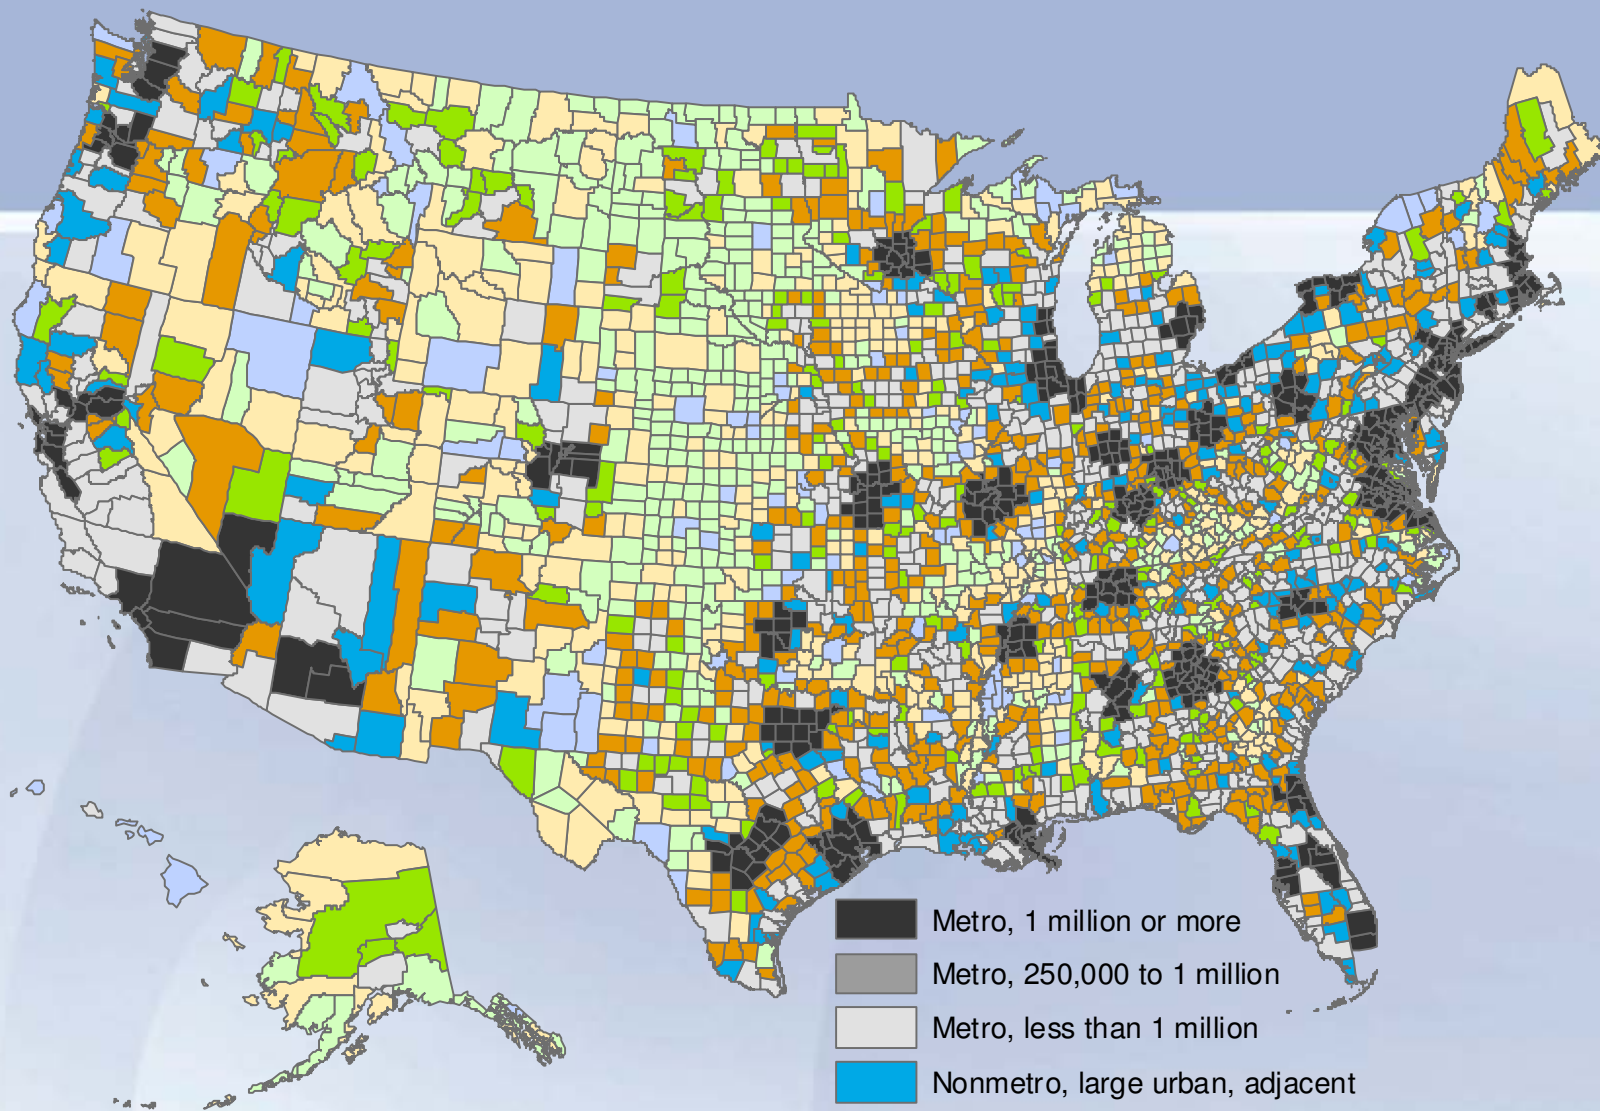 Metro, 1 million or more
Metro, 250,000 to 1 million
Metro, less than 1 million
Nonmetro, large urban, adjacent